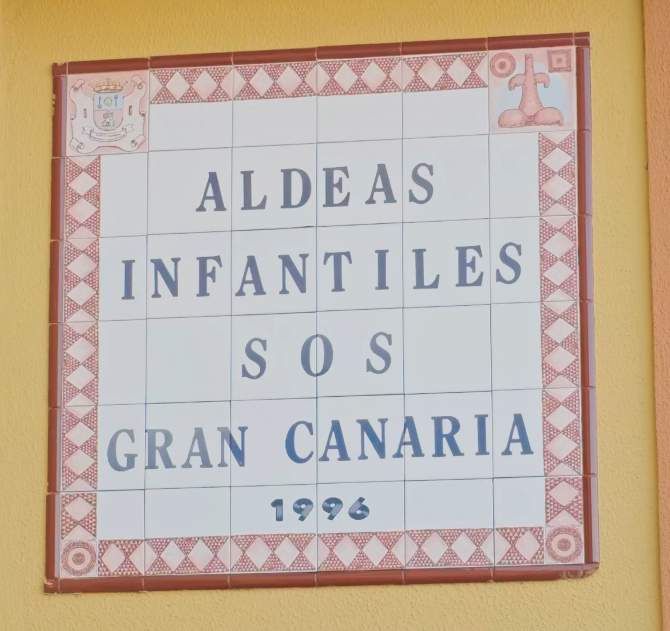 ALDEAS
INFANTILES
SOS
GRAN CANARIA
1996